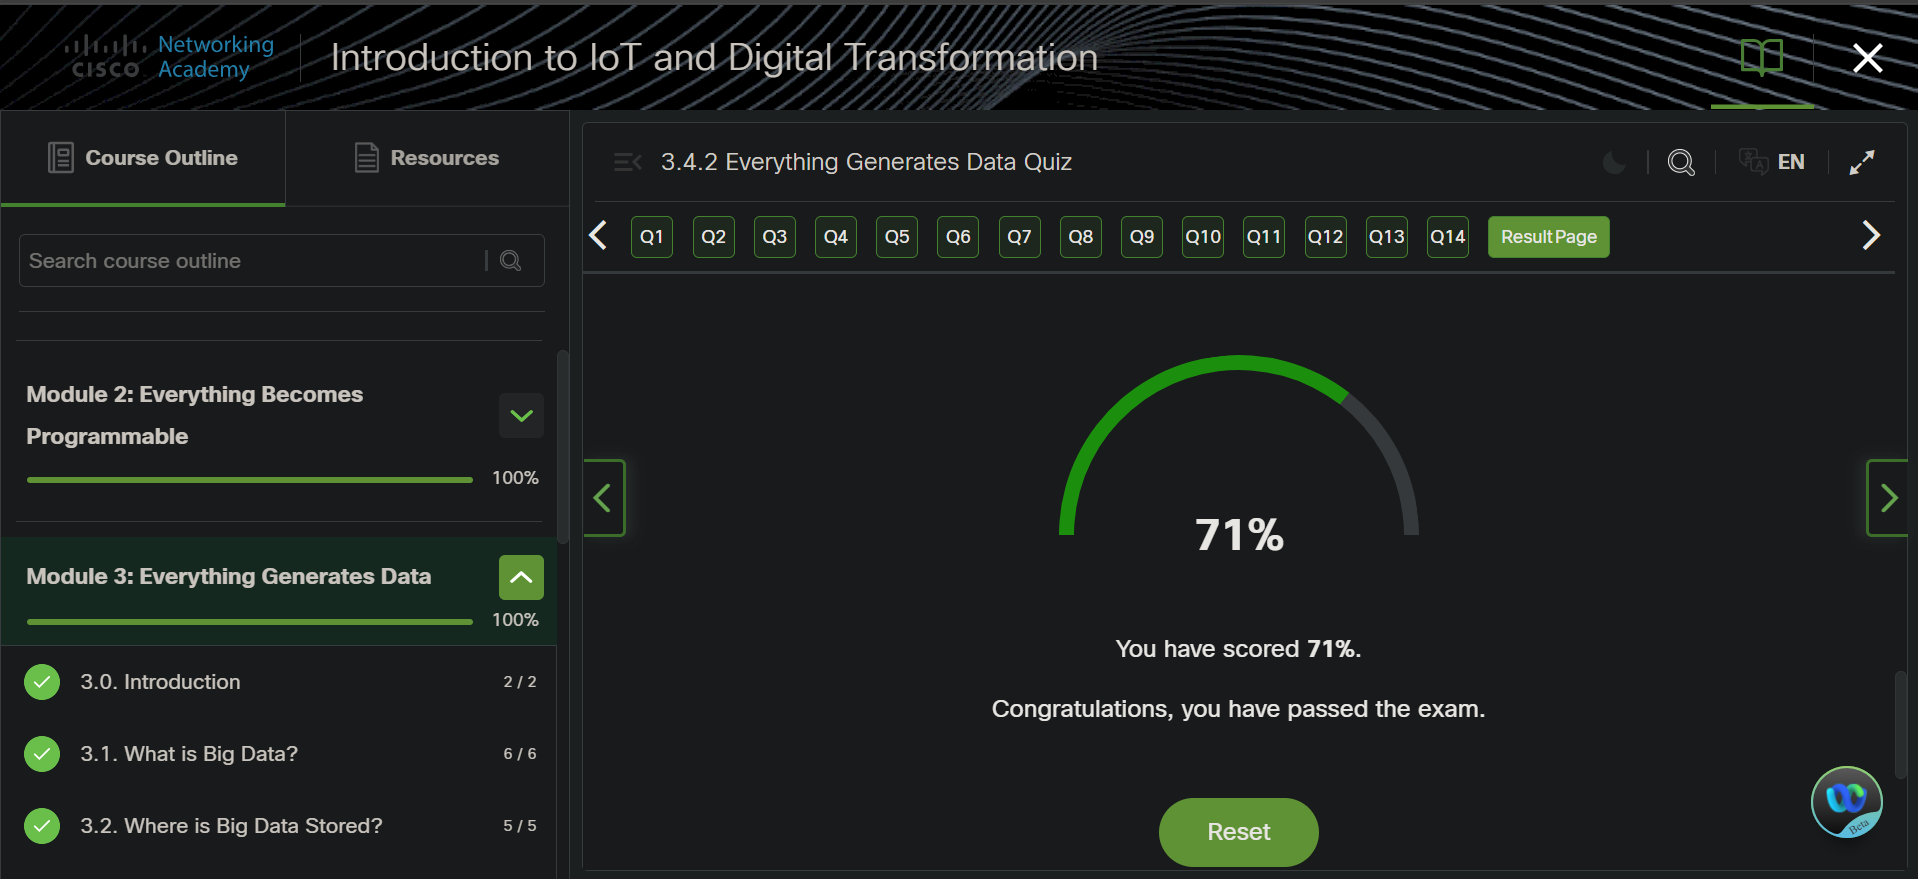 CISCO
Networking
Academy
Introduction to IoT and Digital Transformation
Course Outline
Resources
Search course outline
Module 2: Everything Becomes
Programmable
100%
Module 3: Everything Generates Data
100%
3.0. Introduction
2 / 2
3.1. What is Big Data?
6 / 6
3.2. Where is Big Data Stored?
5 / 5
3.4.2 Everything Generates Data Quiz
EN
Q1 Q2 Q3 Q4 Q5 Q6 Q7 Q8 Q9 Q10 Q11 Q12 Q13 Q14 Result Page
71%
You have scored 71%.
Congratulations, you have passed the exam.
Reset
Beta